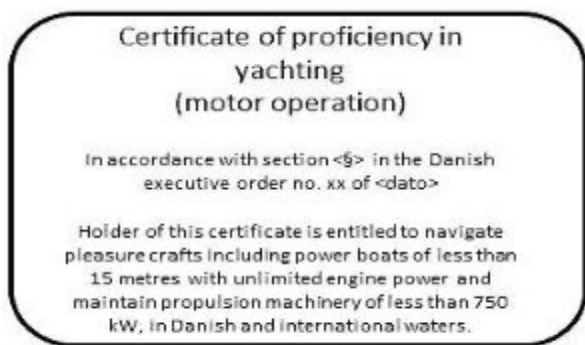 Certificate of proficiency in
yachting
(motor operation)
In accordance with section <§> in the Danish
executive order no. xx of <dato>
Holder of this certificate is entitled to navigate
pleasure crafts including power boats of less than
15 metres with unlimited engine power and
maintain propulsion machinery of less than 750
kW, in Danish and international waters.